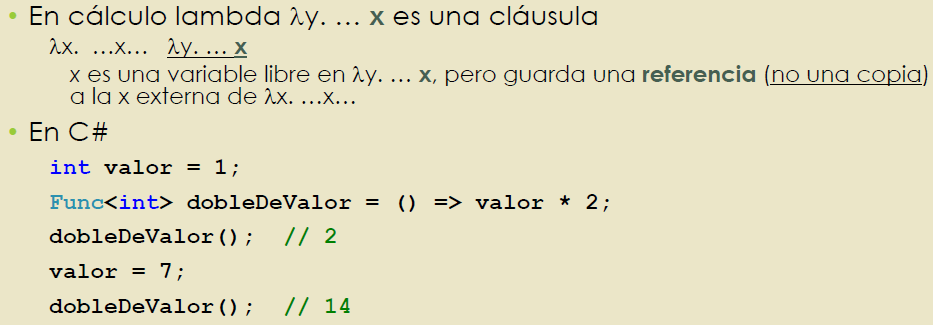 • En cálculo lambda λy. … x es una cláusula
λx. …x… λy. … x
x es una variable libre en λy. … x, pero guarda una referencia (no una copia)
a la x externa de λx. …x…
• En C#
int valor = 1;
Func<int> dobleDeValor = () => valor * 2;
dobleDeValor(); // 2
valor = 7;
dobleDeValor(); // 14